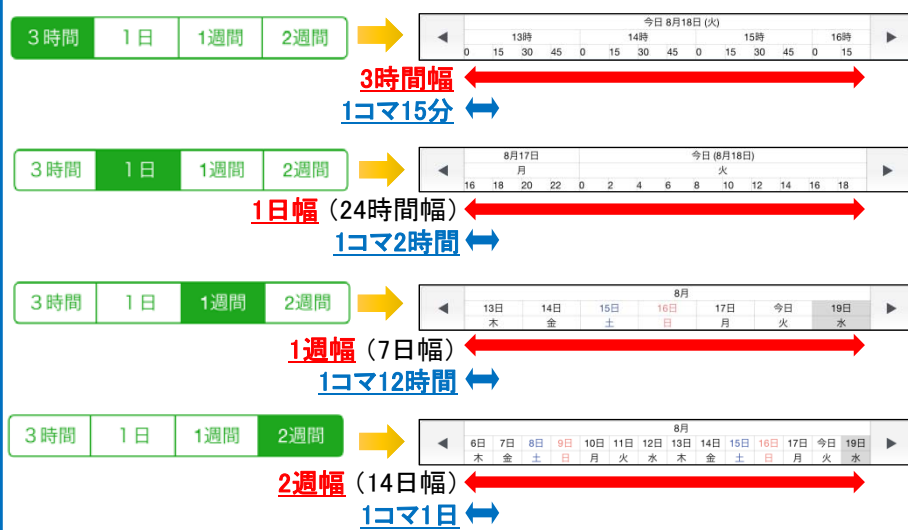 3時間 1日 1週間 2週間
◀ 今日 8月18日 (火) ▶
13時 14時 15時 16時
0 15 30 45 0 15 30 45 0 15 30 45 0 15
3時間幅
1コマ15分
3時間 1日 1週間 2週間
◀ 8月17日 今日 (8月18日) ▶
月 火
16 18 20 22 0 2 4 6 8 10 12 14 16 18
1日幅(24時間幅)
1コマ2時間
3時間 1日 1週間 2週間
◀ 8月 ▶
13日 14日 15日 16日 17日 今日 19日
木 金 土 日 月 火 水
1週幅(7日幅)
1コマ12時間
3時間 1日 1週間 2週間
◀ 8月 ▶
6日 7日 8日 9日 10日 11日 12日 13日 14日 15日 16日 17日 今日 19日
木 金 土 日 月 火 水 木 金 土 日 月 火 水
2週幅(14日幅)
1コマ1日